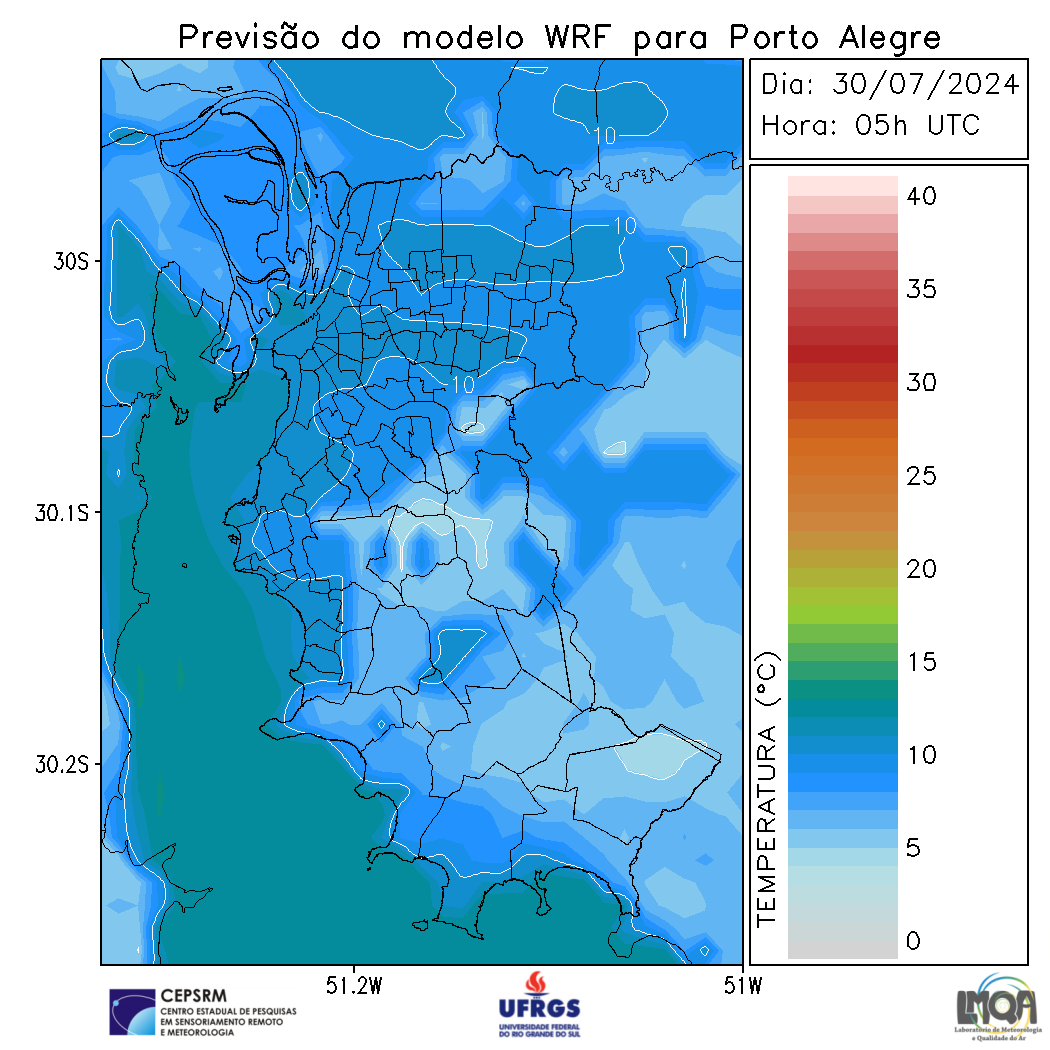 Previsão do modelo WRF para Porto Alegre
Dia: 30/07/2024
Hora: 05h UTC
10
10
10
30S
30.1S
30.2S
51.2W
51W
TEMPERATURA (°C)
40
35
30
25
20
15
10
5
0
CEPSRM
CENTRO ESTADUAL DE PESQUISAS
EM SENSORIAMENTO REMOTO
E METEOROLOGIA
UFRGS
UNIVERSIDADE FEDERAL
DO RIO GRANDE DO SUL
LMQA
Laboratório de Meteorologia
e Qualidade do Ar